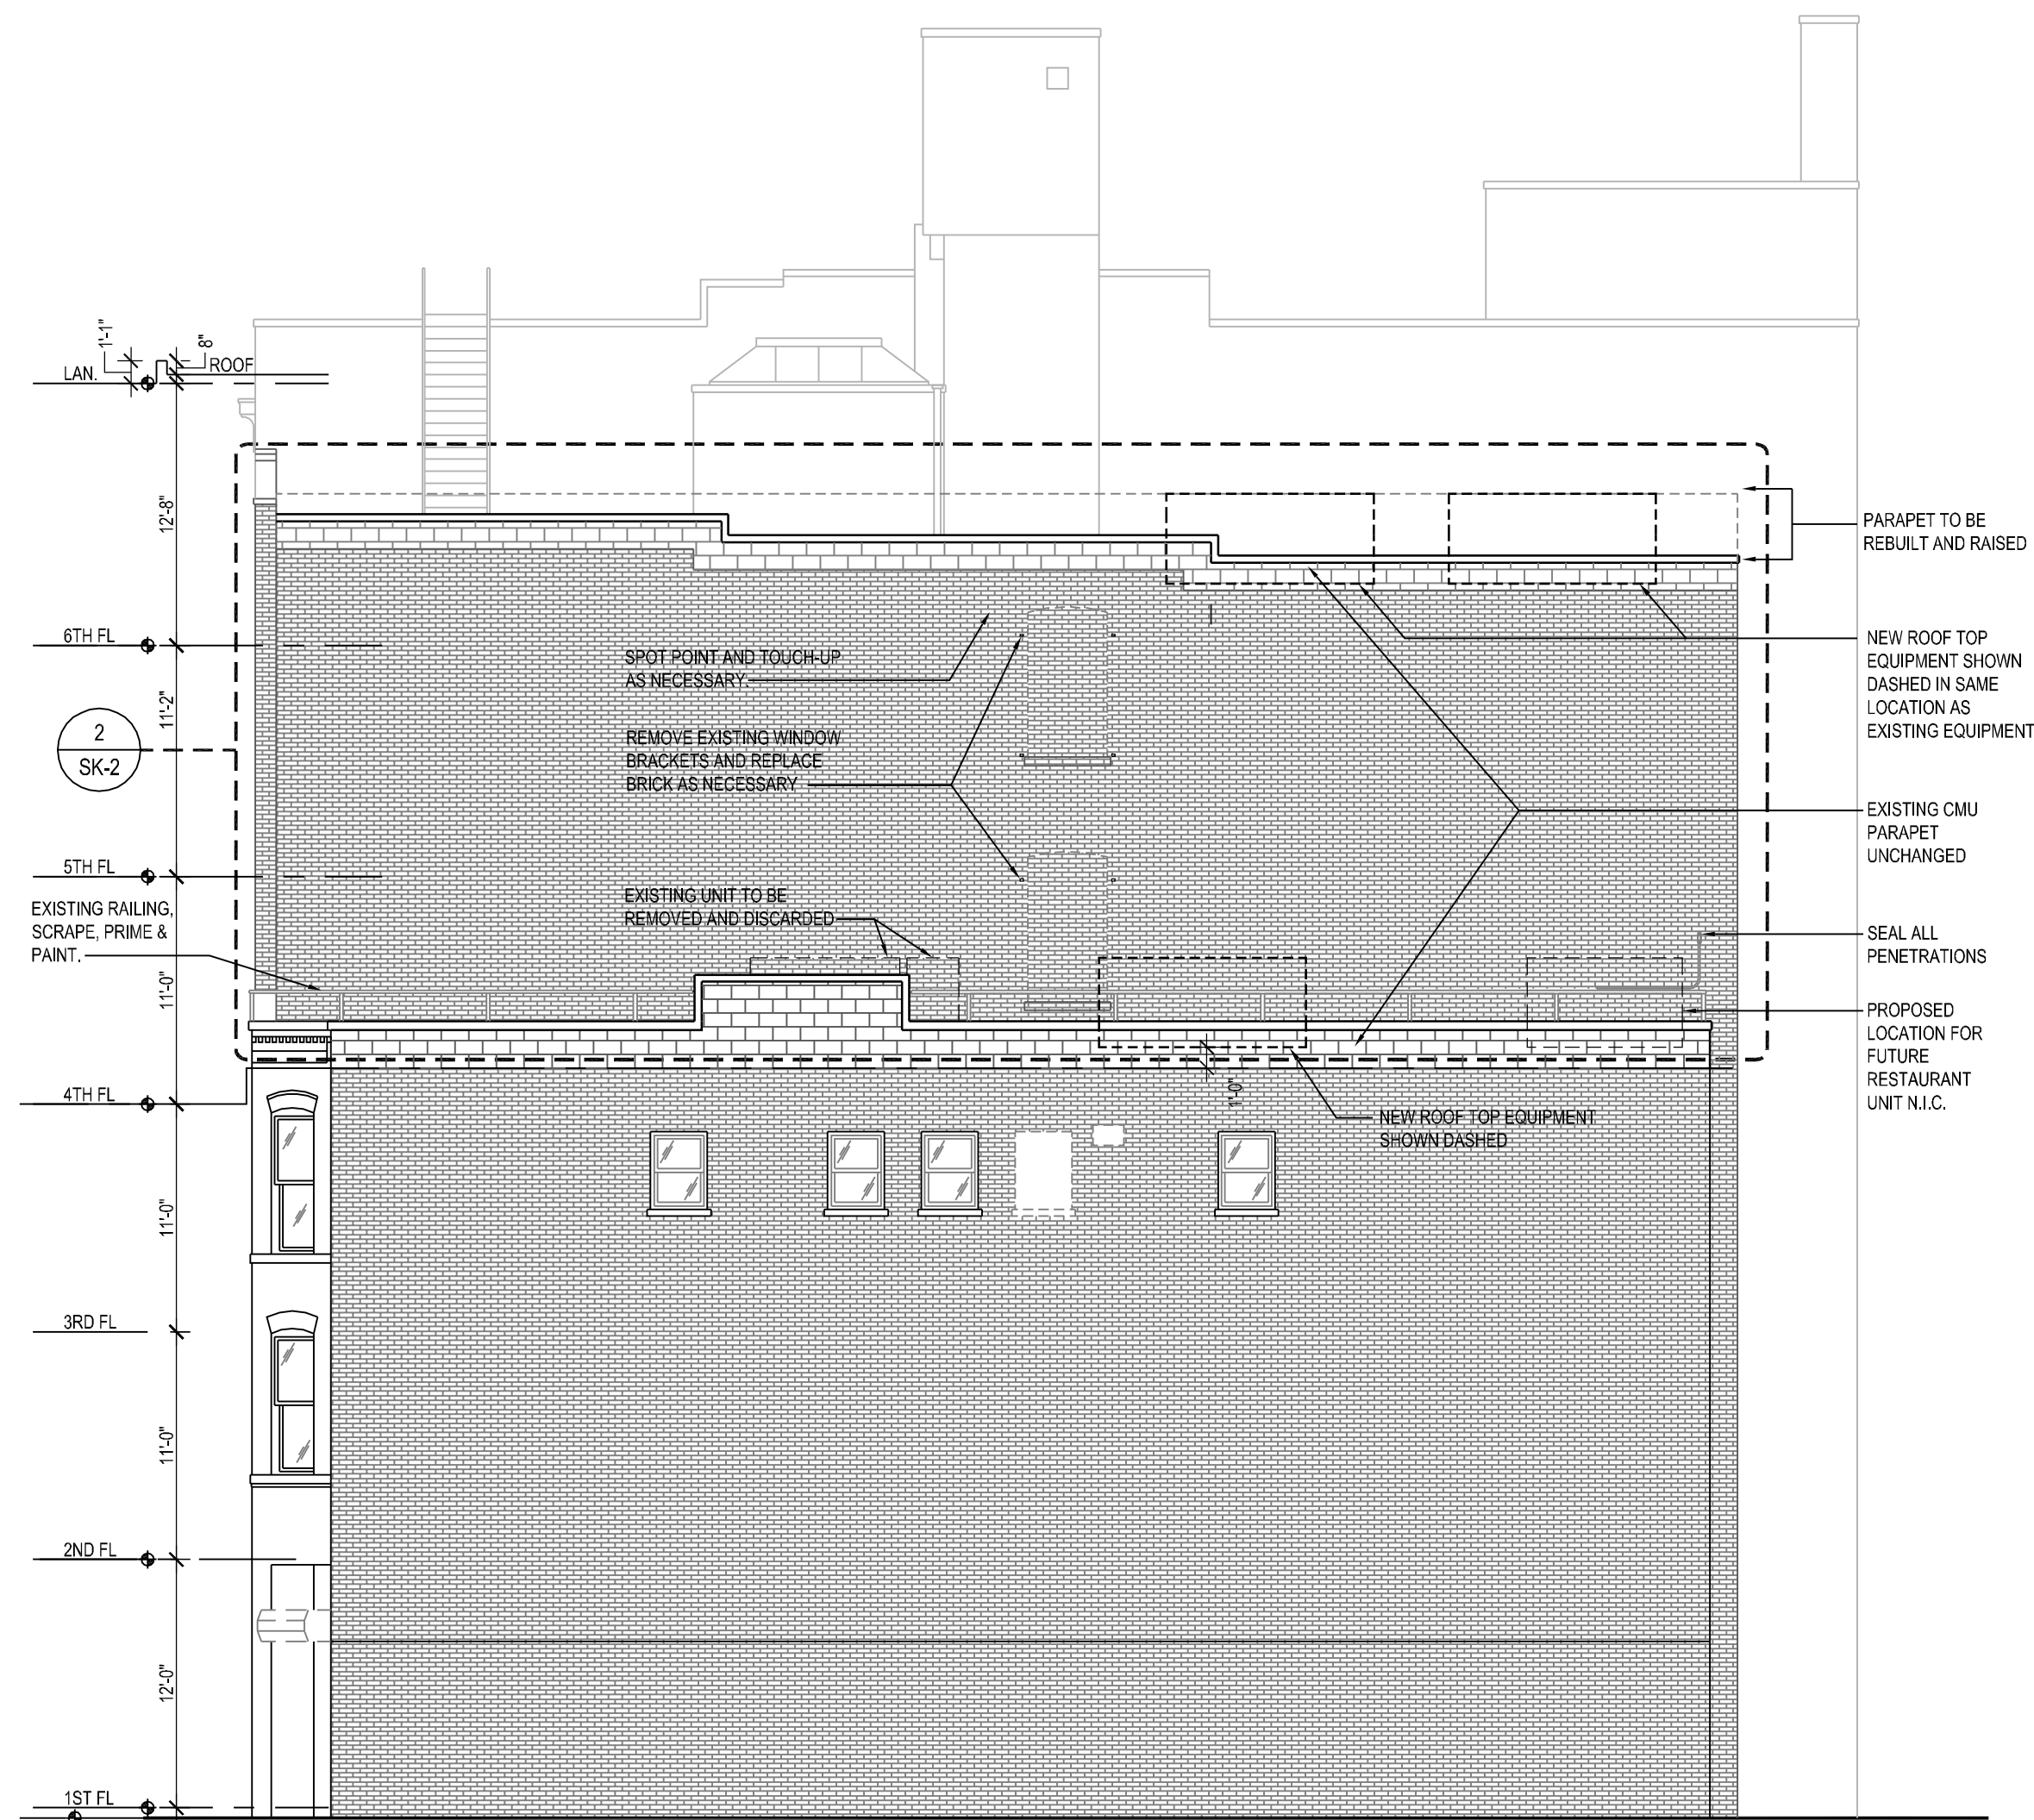 1'-1"
8"
ROOF
LAN.
12'-8"
PARAPET TO BE
REBUILT AND RAISED
6TH FL
SPOT POINT AND TOUCH-UP
AS NECESSARY.
NEW ROOF TOP
EQUIPMENT SHOWN
DASHED IN SAME
LOCATION AS
EXISTING EQUIPMENT
11'-2"
2
SK-2
REMOVE EXISTING WINDOW
BRACKETS AND REPLACE
BRICK AS NECESSARY
EXISTING CMU
PARAPET
UNCHANGED
5TH FL
EXISTING RAILING,
SCRAPE, PRIME &
PAINT.
EXISTING UNIT TO BE
REMOVED AND DISCARDED
SEAL ALL
PENETRATIONS
11'-0"
PROPOSED
LOCATION FOR
FUTURE
RESTAURANT
UNIT N.I.C.
4TH FL
1'-0"
NEW ROOF TOP EQUIPMENT
SHOWN DASHED
11'-0"
3RD FL
11'-0"
2ND FL
12'-0"
1ST FL